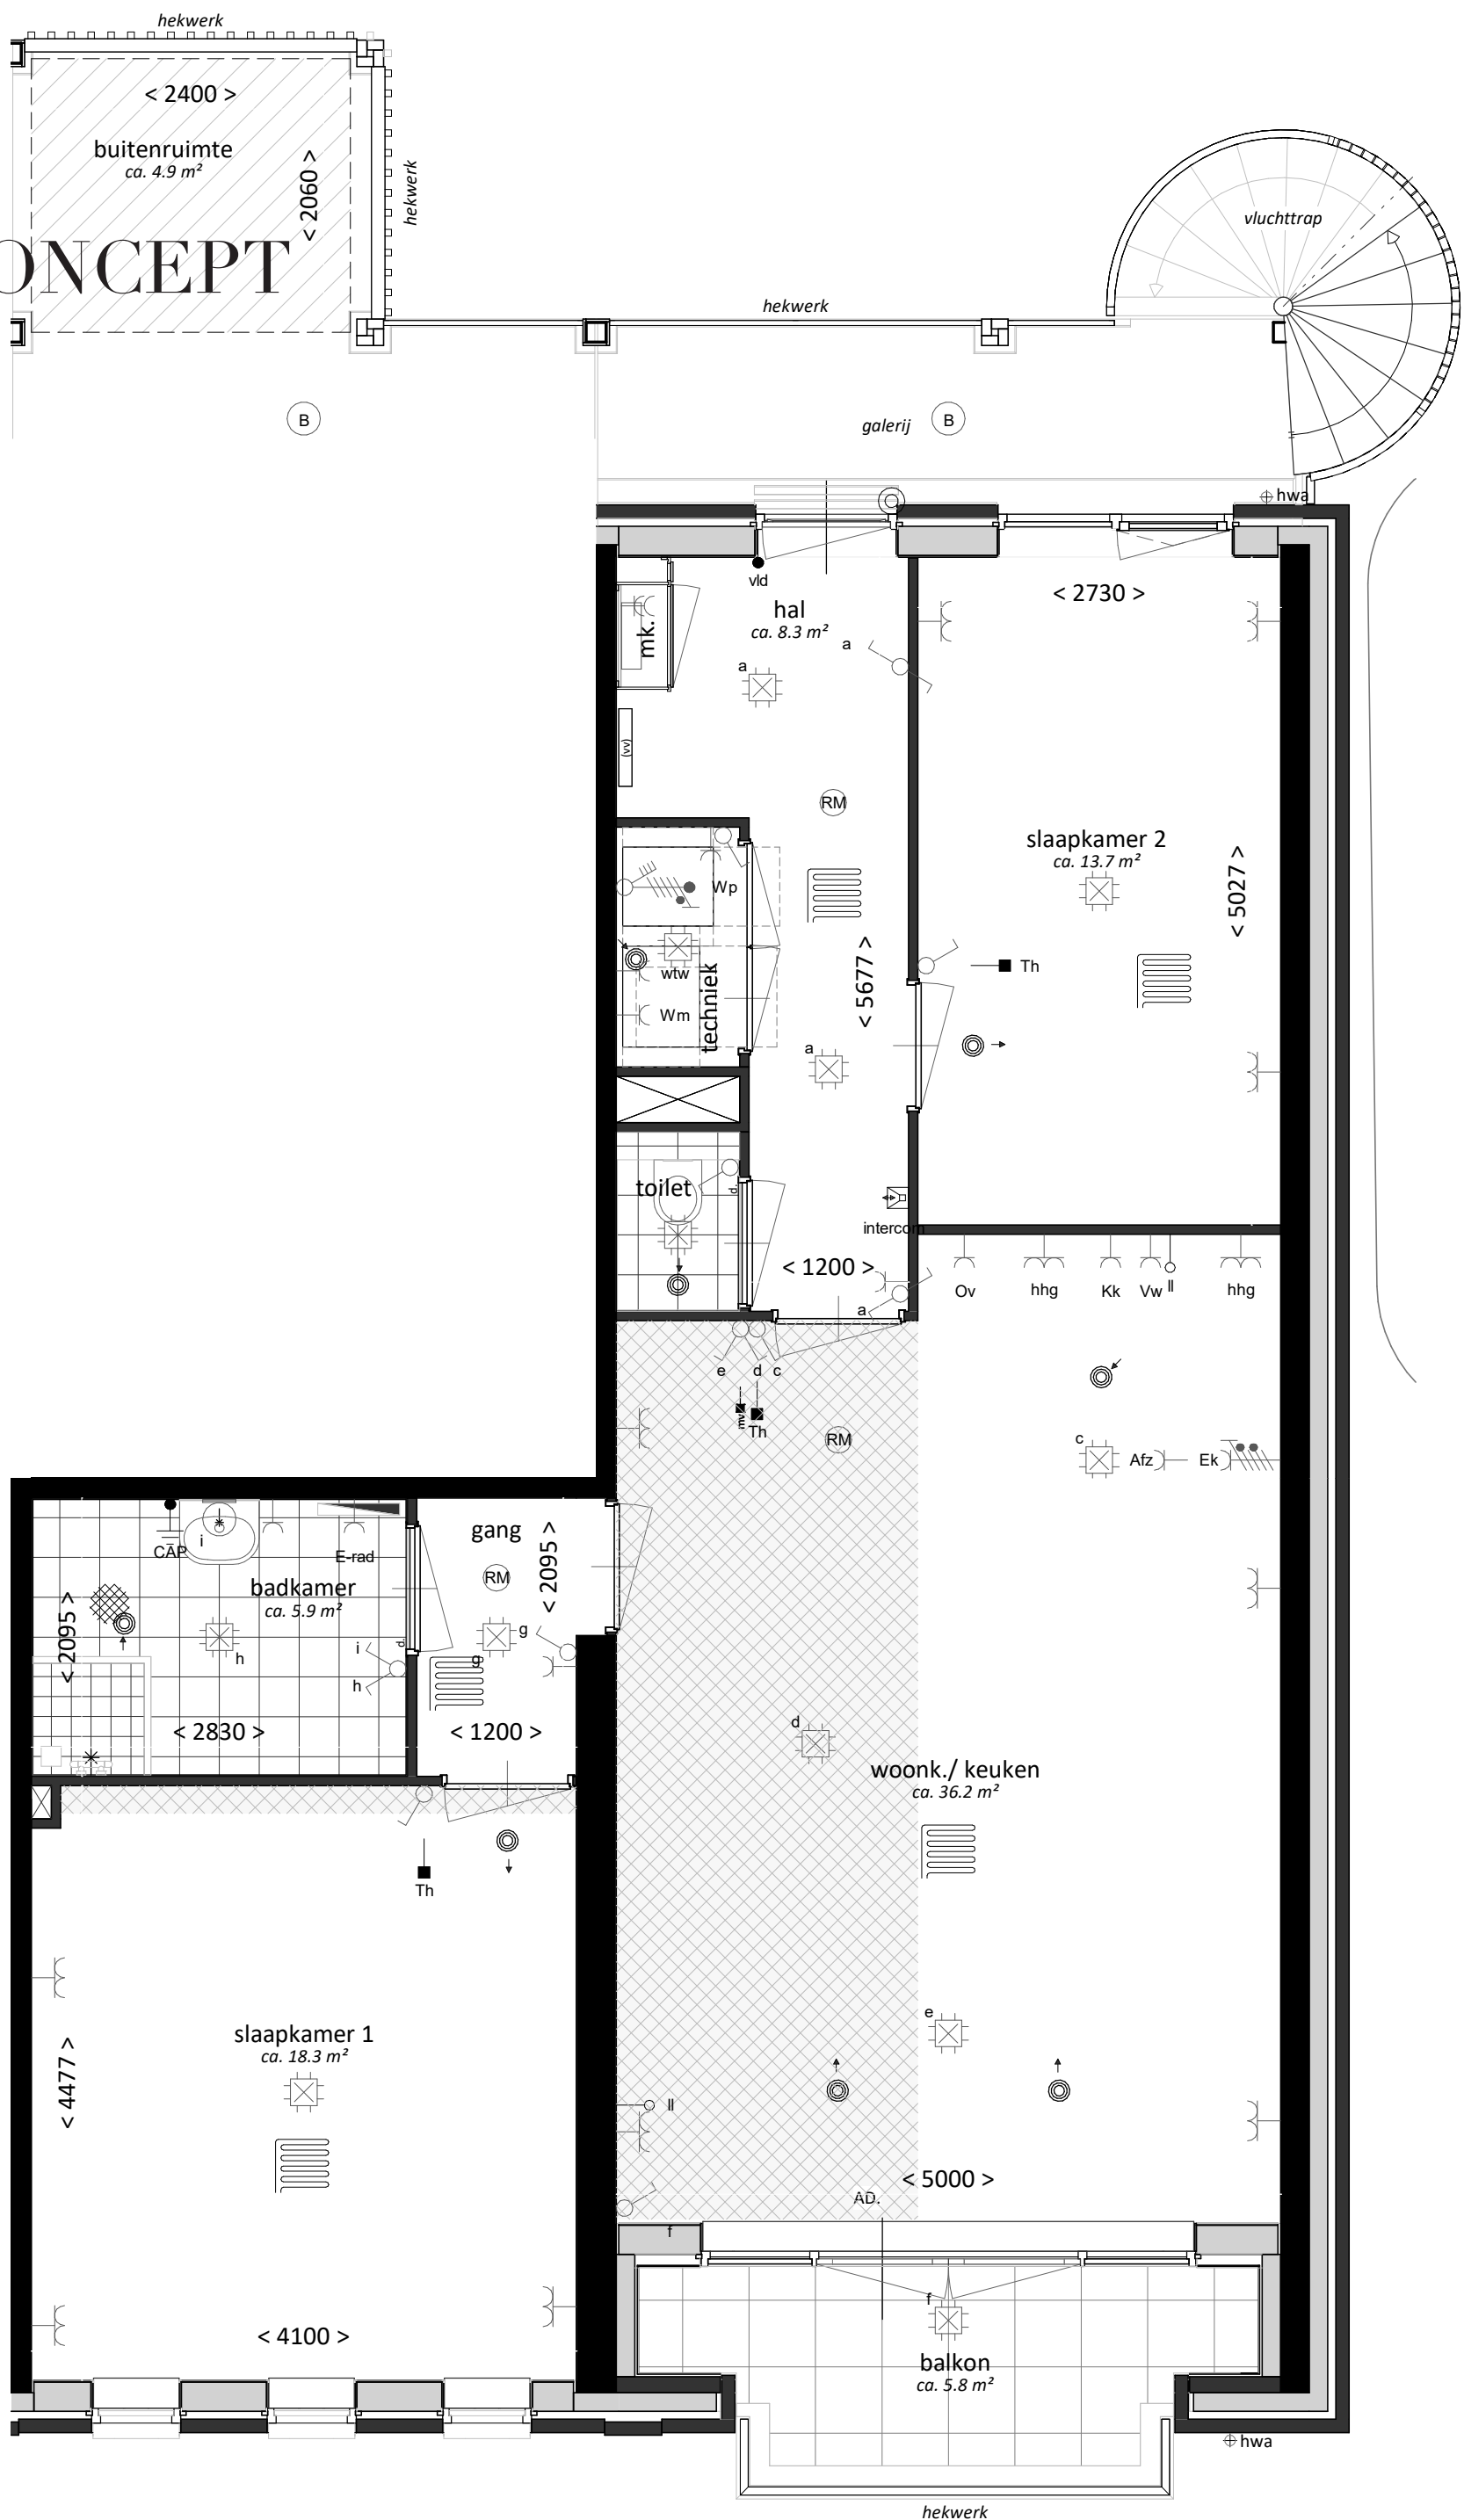 hekwerk
< 2400 >
buitenruimte
ca. 4.9 m²
< 2060 >
hekwerk
ONCEPT
vluchttrap
hekwerk
B
galerij
B
hwa
vld
hal
ca. 8.3 m²
mk.
a
a
(vv)
< 2730 >
RM
slaapkamer 2
ca. 13.7 m²
< 5027 >
Wp
wtw
Wm
techniek
< 5677 >
Th
a
toilet
d.
intercom
< 1200 >
a
Ov
hhg
Kk
Vw
ll
hhg
e
d
c
Th
RM
c
Afz
Ek
CAP
i
E-rad
badkamer
ca. 5.9 m²
< 2095 >
h
i
h
d.
< 2830 >
gang
RM
< 2095 >
g
g
< 1200 >
d
woonk./ keuken
ca. 36.2 m²
Th
slaapkamer 1
ca. 18.3 m²
< 4477 >
e
ll
< 5000 >
AD.
f
< 4100 >
f
balkon
ca. 5.8 m²
hwa
hekwerk